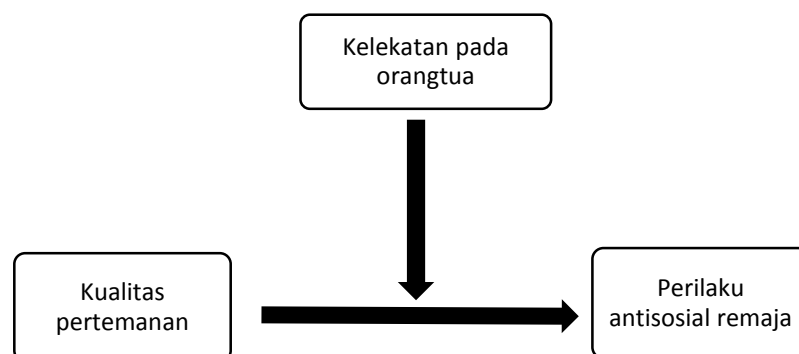 Kelekatan pada
orangtua
Kualitas
pertemanan
Perilaku
antisosial remaja